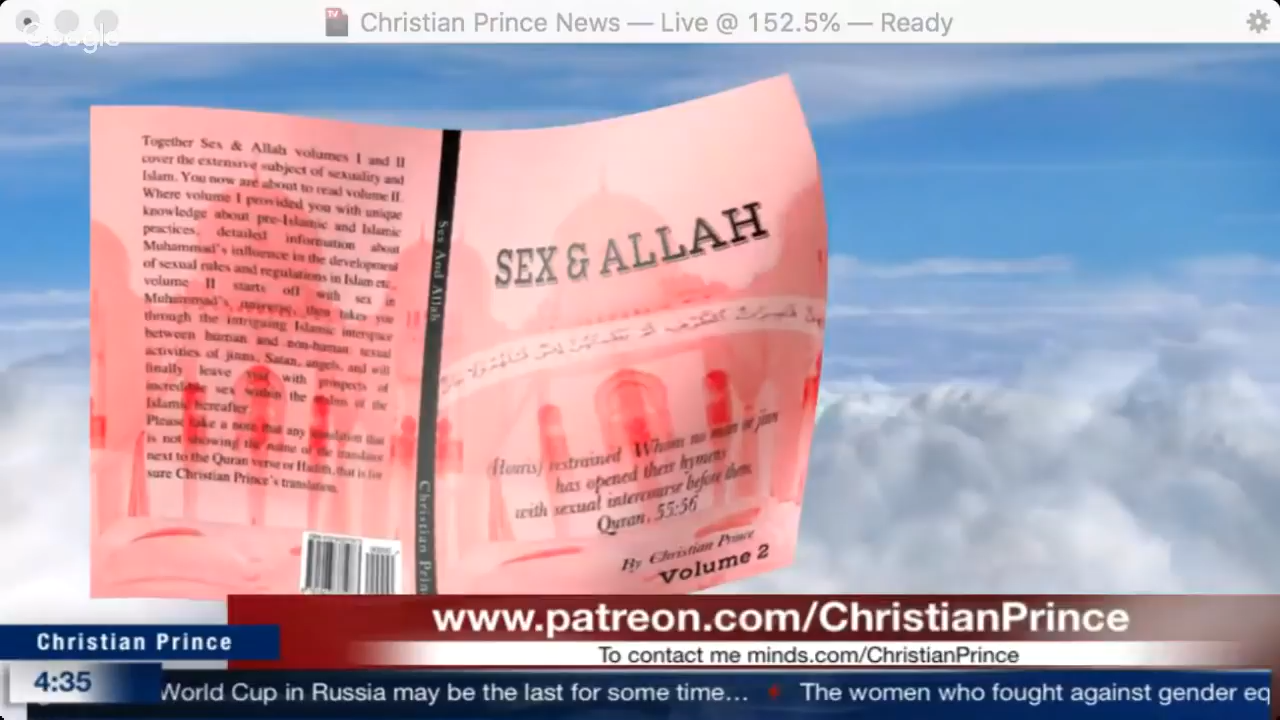 Christian Prince News — Live @ 152.5% — Ready
Google
Together Sex & Allah volumes I and II
cover the extensive subject of sexuality and
Islam. You now are about to read volume II.
Where volume I provided you with unique
knowledge about pre-Islamic and Islamic
practices, detailed information about
Muhammad's influence in the development
of sexual rules and regulations in Islam etc.,
volume II starts off with sex in
Muhammad's universe, then takes you
through the intriguing Islamic interspace
between human and non-human sexual
activities of jinns, Satan, angels, and will
finally leave you with prospects of
incredible sex within the realm of the
Islamic hereafter.
Please take a note that any translation that
is not showing the name of the translator
next to the Quran verse or Hadith, that is for
sure Christian Prince's translation.
Sex And Allah
Christian Prin
SEX & ALLAH
(Houris) restrained Whom no man or jinn
has opened their hymens
with sexual intercourse before them.
Quran, 55:56
By Christian Prince
Volume 2
www.patreon.com/ChristianPrince
Christian Prince
To contact me minds.com/ChristianPrince
4:35
World Cup in Russia may be the last for some time... • The women who fought against gender eq